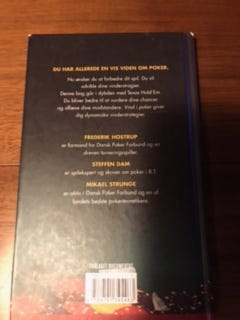 DU HAR ALLEREDE EN VIS VIDEN OM POKER.
Nu ønsker du at forbedre dit spil. Du vil
udvikle dine vinderstrategier.
Denne bog går i dybden med Texas Hold'Em.
Du bliver bedre til at vurdere dine chancer
og aflæse dine modstandere. Vind i poker giver
dig dynamiske vinderstrategier.
FREDERIK HOSTRUP
er formand for Dansk Poker Forbund og en
dreven turneringsspiller.
STEFFEN DAM
er spilekspert og skriver om poker i B.T.
MIKAEL STRUNGE
er aktiv i Dansk Poker Forbund og en af
landets bedste pokerteoretikere.
FORLAGET DOCUMENTAS